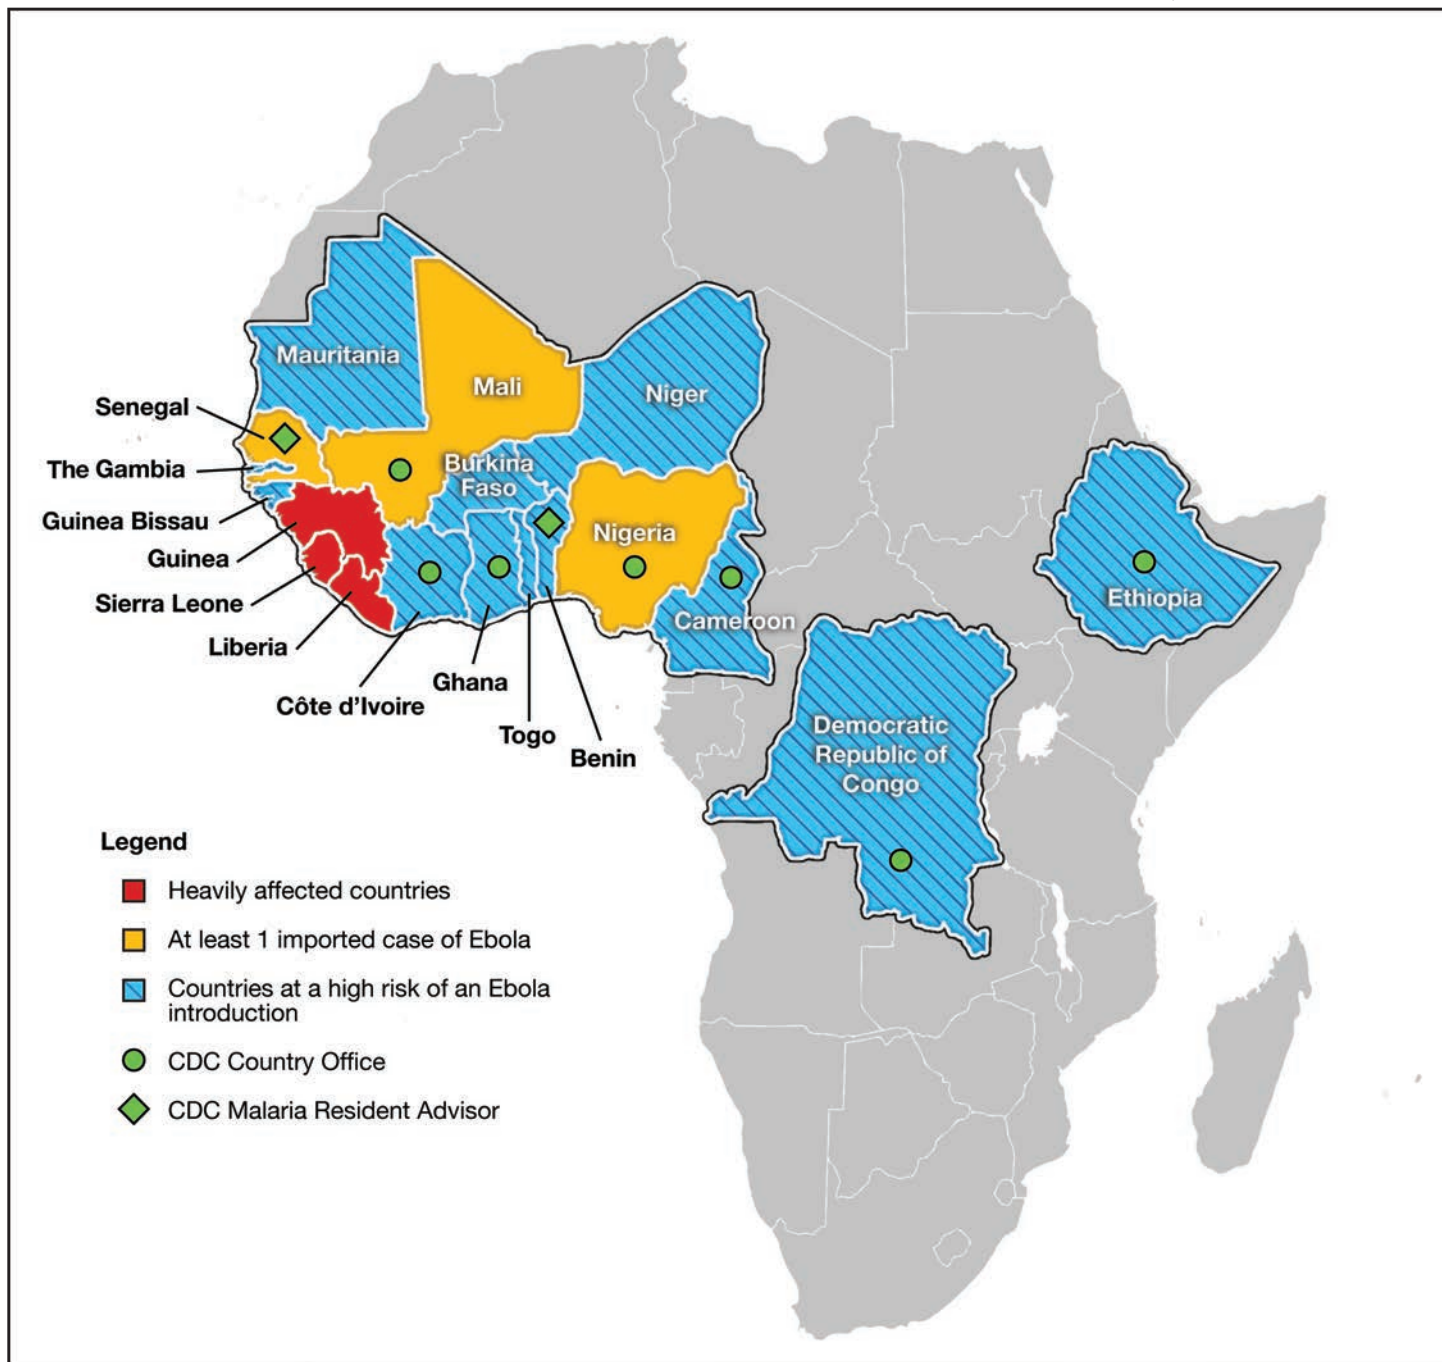 Mauritania
Mali
Niger
Senegal
The Gambia
Burkina
Faso
Guinea Bissau
Nigeria
Guinea
Ethiopia
Sierra Leone
Cameroon
Liberia
Ghana
Côte d’Ivoire
Togo
Benin
Democratic
Republic of
Congo
Legend
Heavily affected countries
At least 1 imported case of Ebola
Countries at a high risk of an Ebola
introduction
CDC Country Office
CDC Malaria Resident Advisor